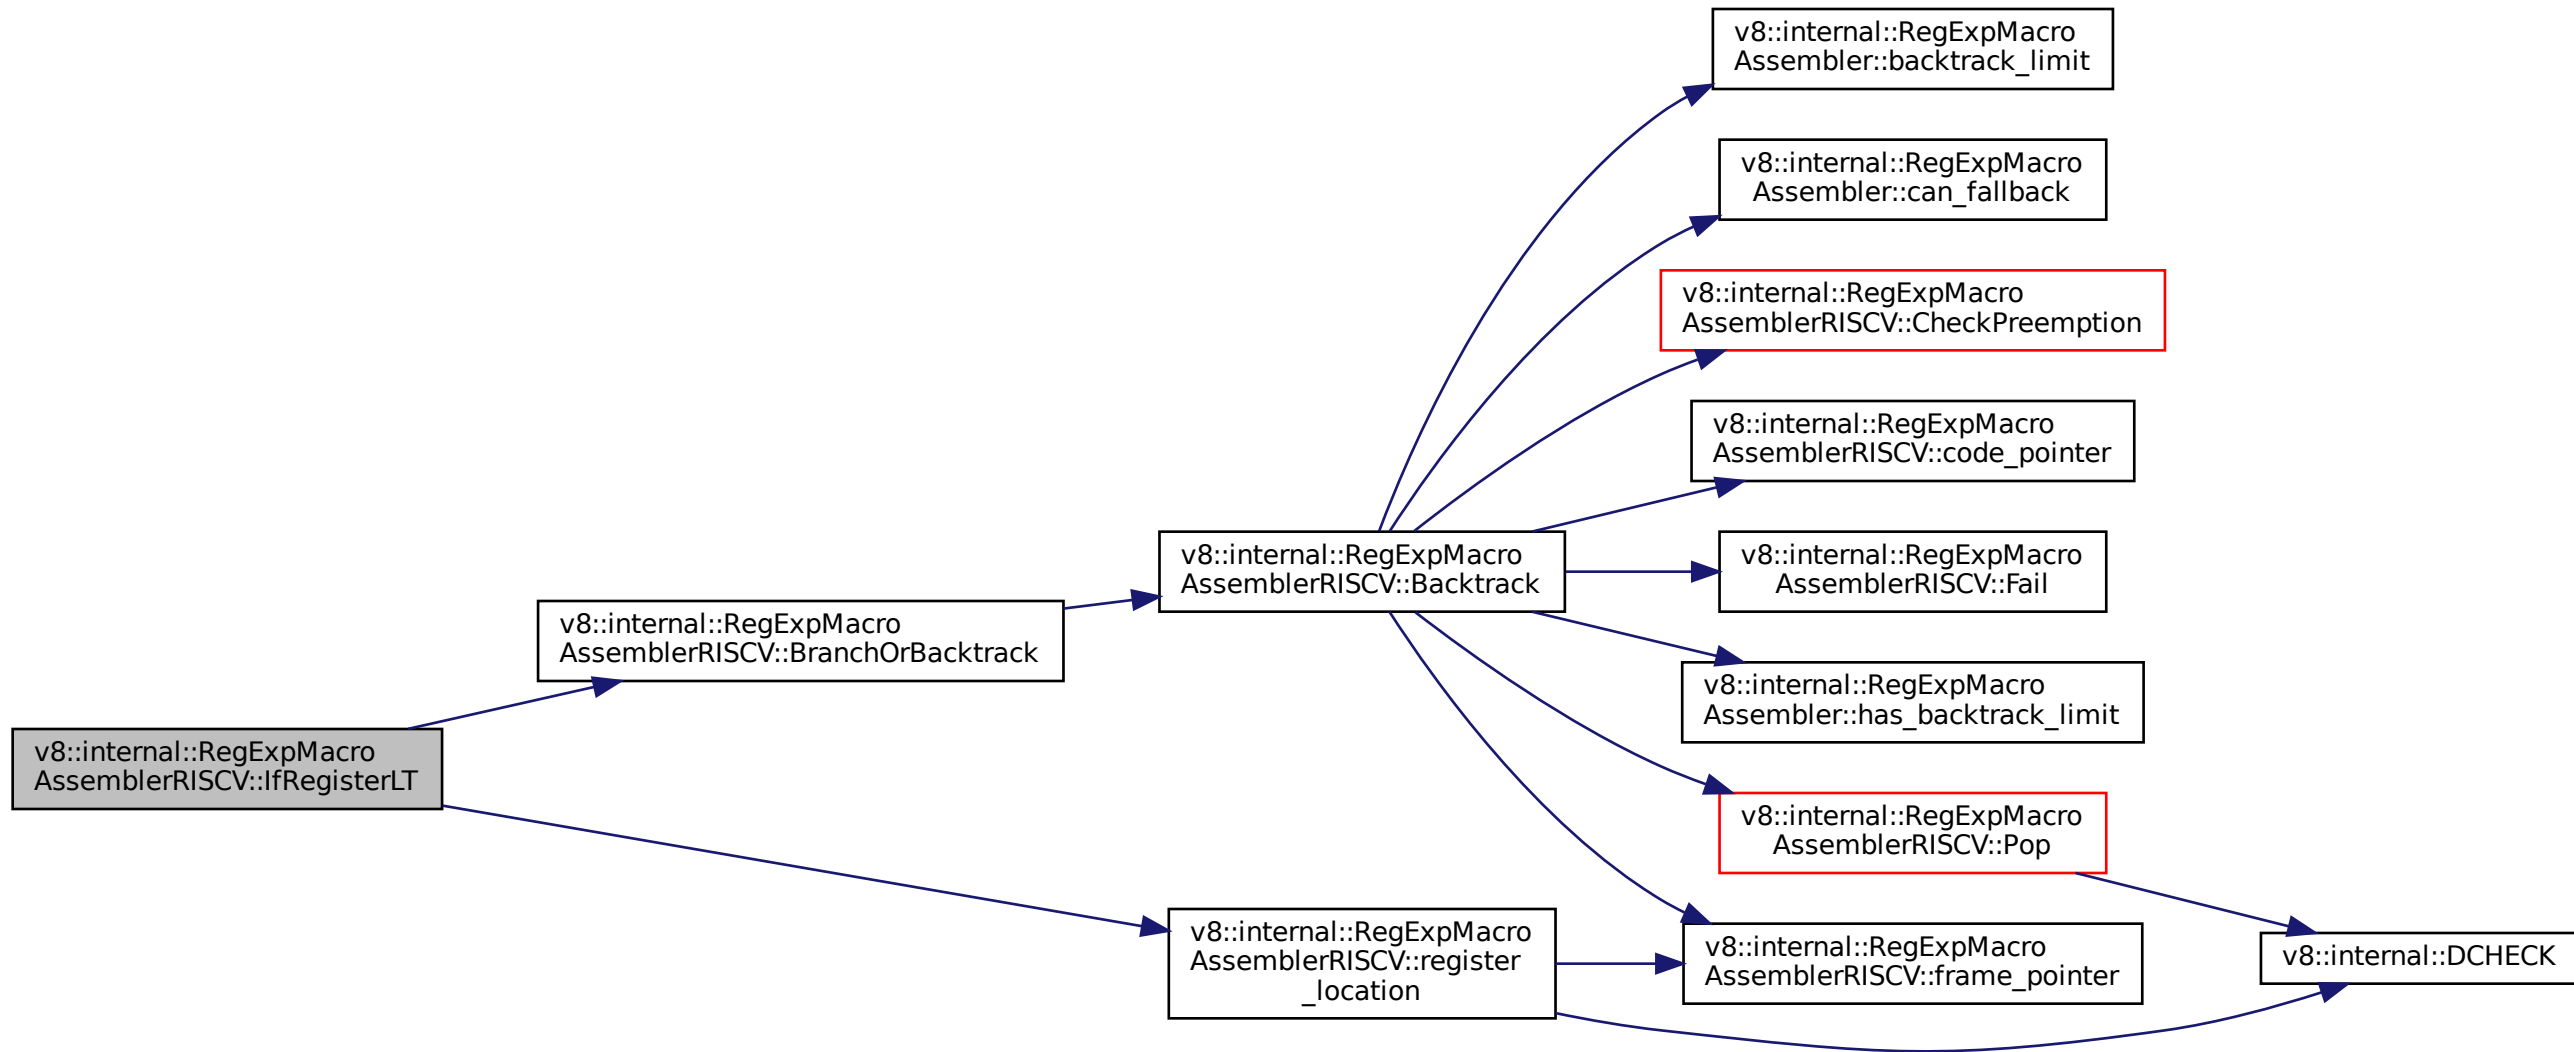 v8::internal::RegExpMacro
Assembler::backtrack_limit
v8::internal::RegExpMacro
Assembler::can_fallback
v8::internal::RegExpMacro
AssemblerRISCV::CheckPreemption
v8::internal::RegExpMacro
AssemblerRISCV::code_pointer
v8::internal::RegExpMacro
AssemblerRISCV::Backtrack
v8::internal::RegExpMacro
AssemblerRISCV::Fail
v8::internal::RegExpMacro
AssemblerRISCV::BranchOrBacktrack
v8::internal::RegExpMacro
Assembler::has_backtrack_limit
v8::internal::RegExpMacro
AssemblerRISCV::IfRegisterLT
v8::internal::RegExpMacro
AssemblerRISCV::Pop
v8::internal::RegExpMacro
AssemblerRISCV::register
_location
v8::internal::RegExpMacro
AssemblerRISCV::frame_pointer
v8::internal::DCHECK